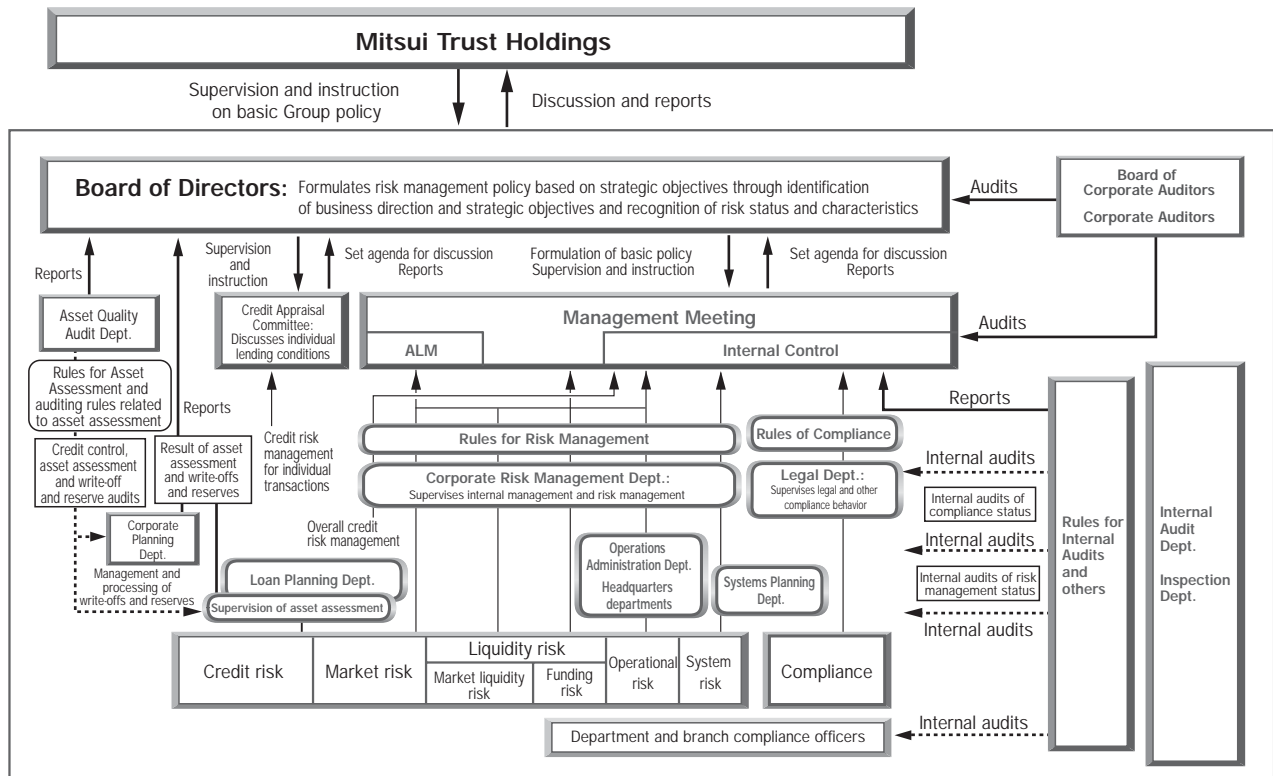 Mitsui Trust Holdings
Supervision and instruction
on basic Group policy
Discussion and reports
Board of Directors: Formulates risk management policy based on strategic objectives through identification
of business direction and strategic objectives and recognition of risk status and characteristics
Audits
Board of
Corporate Auditors
Corporate Auditors
Reports
Supervision
and
instruction
Set agenda for discussion
Reports
Formulation of basic policy
Supervision and instruction
Set agenda for discussion
Reports
Asset Quality
Audit Dept.
Credit Appraisal
Committee:
Discusses individual
lending conditions
Management Meeting
ALM
Internal Control
Audits
Rules for Asset
Assessment and
auditing rules related
to asset assessment
Reports
Reports
Credit control,
asset assessment
and write-off
and reserve audits
Result of asset
assessment and
write-offs
and reserves
Credit risk
management
for individual
transactions
Rules for Risk Management
Rules of Compliance
Corporate Risk Management Dept.:
Supervises internal management and risk management
Legal Dept.:
Supervises legal and other
compliance behavior
Internal audits
Internal audits of
compliance status
Internal audits
Internal audits of risk
management status
Internal audits
Rules for
Internal
Audits
and
others
Internal
Audit
Dept.
Inspection
Dept.
Corporate
Planning
Dept.
Overall credit
risk management
Management and
processing of
write-offs and reserves
Loan Planning Dept.
Supervision of asset assessment
Operations
Administration Dept.
Headquarters
departments
Systems Planning
Dept.
Credit risk
Market risk
Liquidity risk
Market liquidity
risk
Funding
risk
Operational
risk
System
risk
Compliance
Department and branch compliance officers
Internal audits